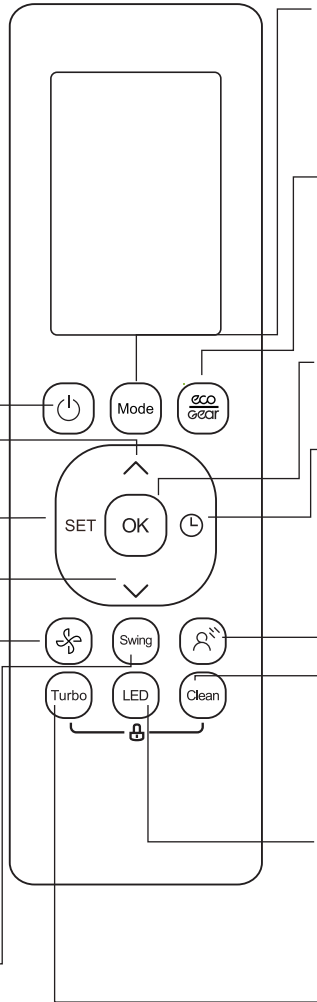 Mode
eco
Gear
SET
OK
Swing
Turbo
LED
Clean